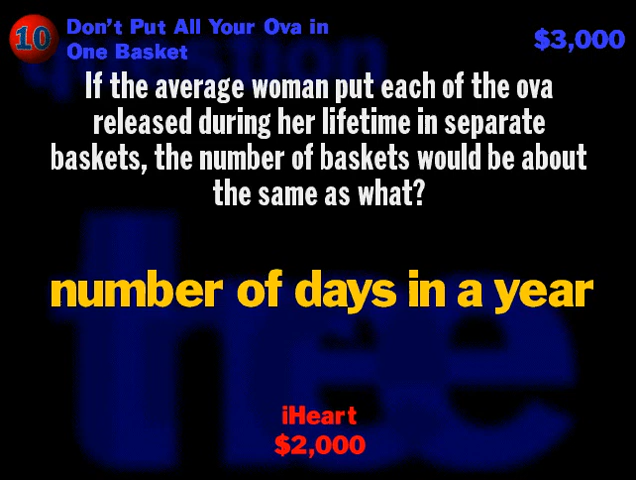 10
Don't Put All Your Ova in
One Basket
$3,000
question
If the average woman put each of the ova
released during her lifetime in separate
baskets, the number of baskets would be about
the same as what?
number of days in a year
three
iHeart
$2,000